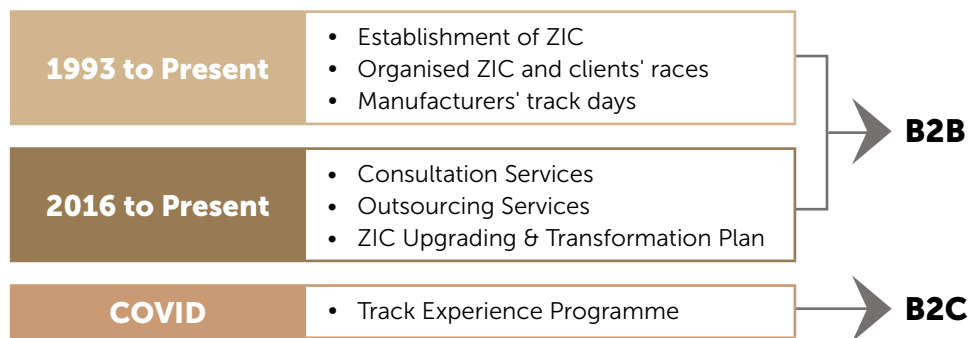 1993 to Present
• Establishment of ZIC
• Organised ZIC and clients' races
• Manufacturers' track days
B2B
2016 to Present
• Consultation Services
• Outsourcing Services
• ZIC Upgrading & Transformation Plan
COVID
• Track Experience Programme
B2C